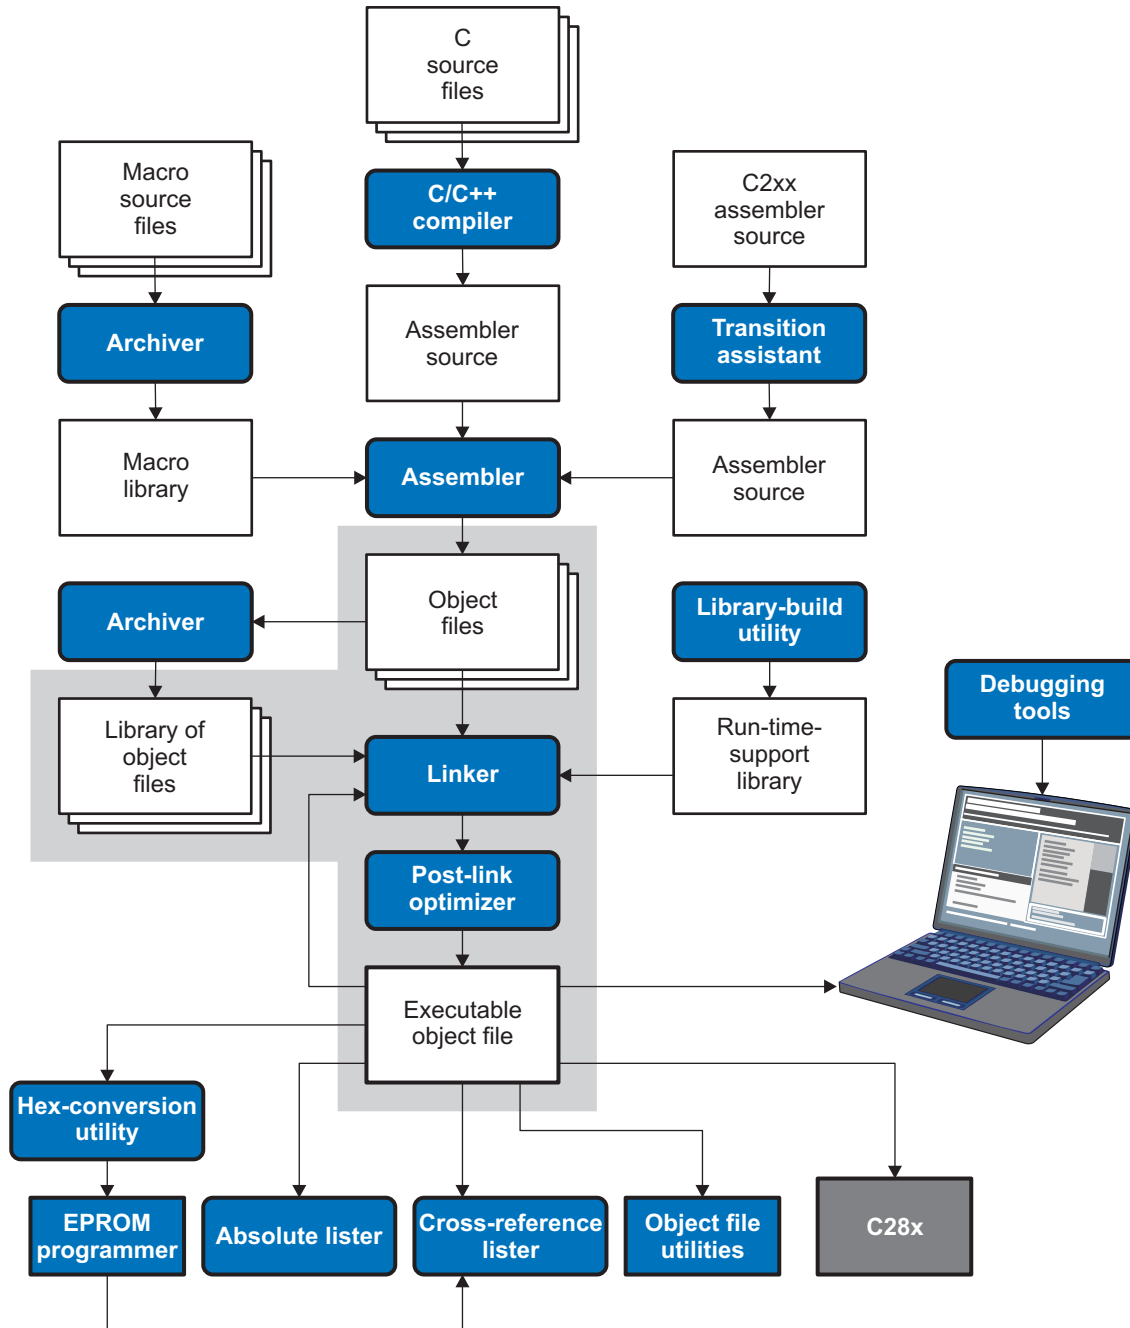 C
source
files
Macro
source
files
C/C++
compiler
C2xx
assembler
source
Archiver
Assembler
source
Transition
assistant
Macro
library
Assembler
Assembler
source
Archiver
Object
files
Library-build
utility
Debugging
tools
Library of
object
files
Linker
Run-time-
support
library
Post-link
optimizer
Executable
object file
Hex-conversion
utility
EPROM
programmer
Absolute lister
Cross-reference
lister
Object file
utilities
C28x